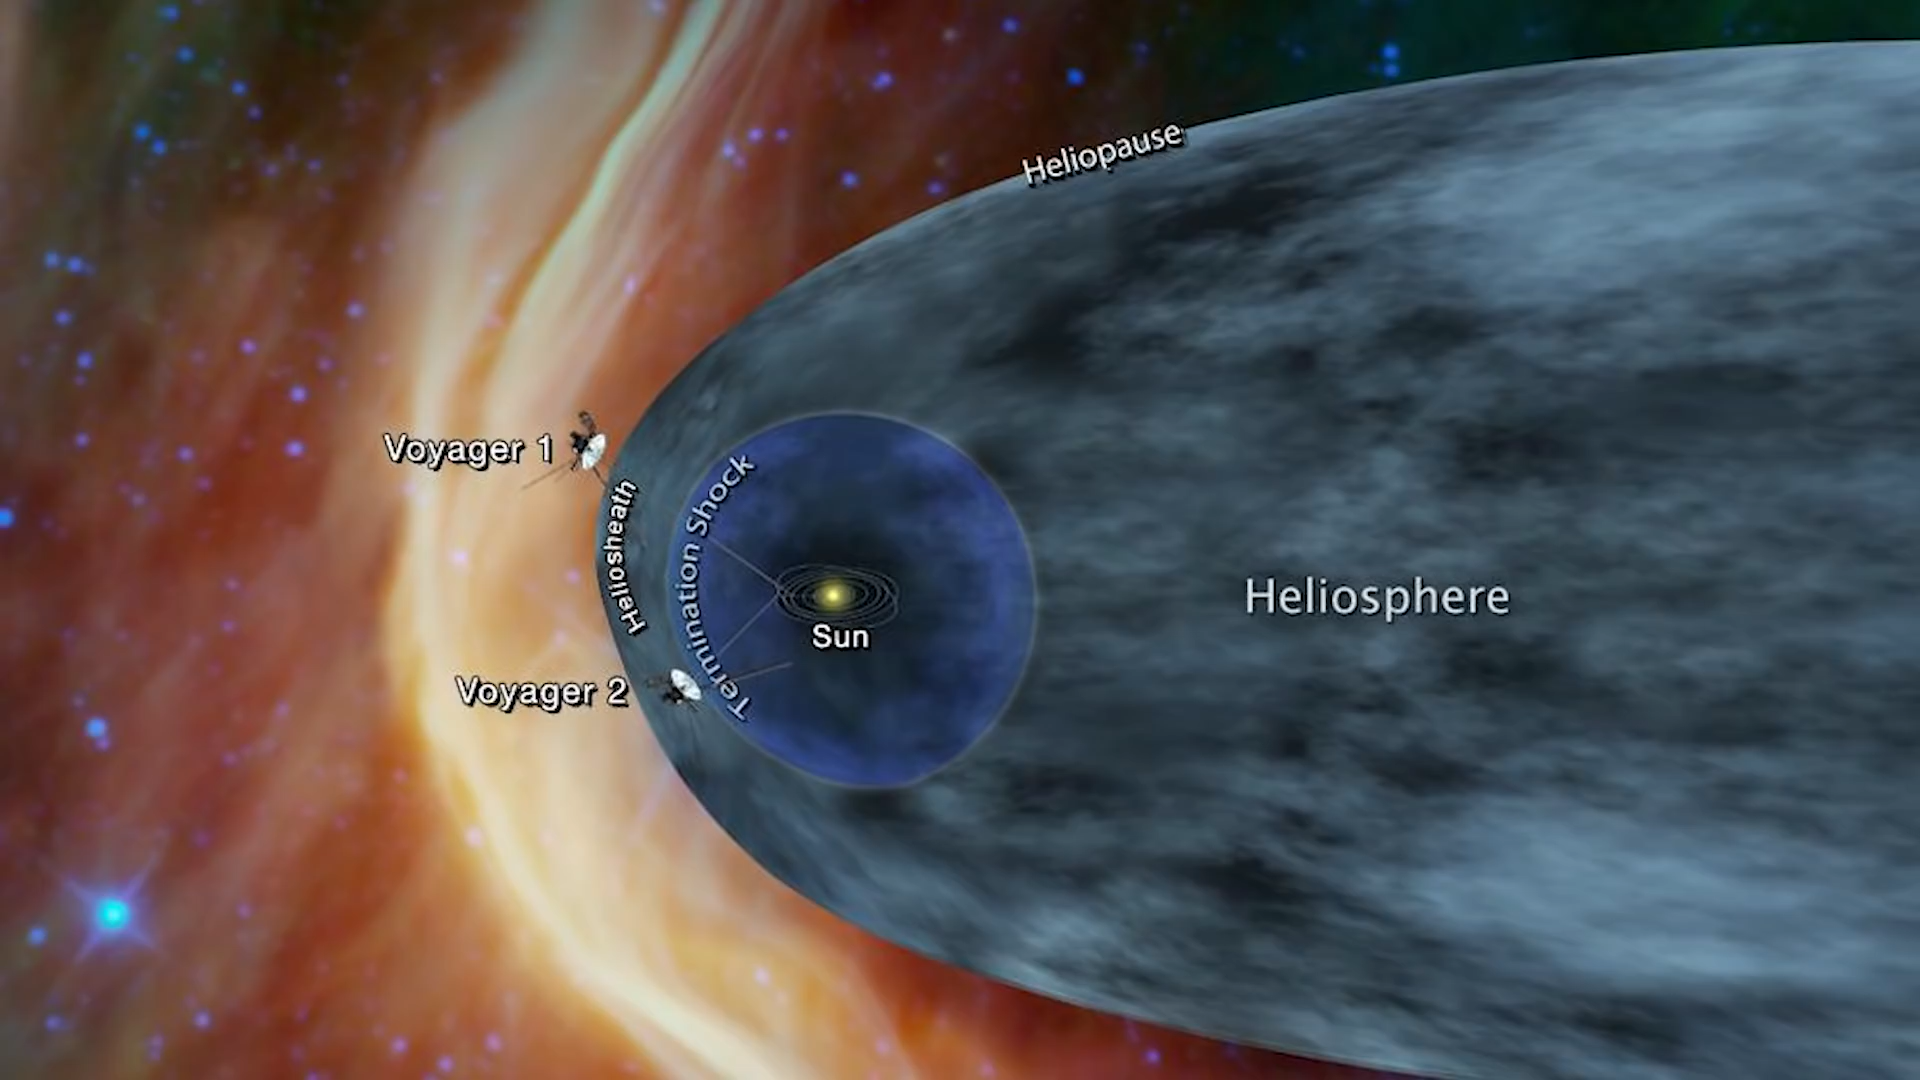 Heliopause
Voyager 1
Heliosheath
Termination Shock
Heliosphere
Sun
Voyager 2